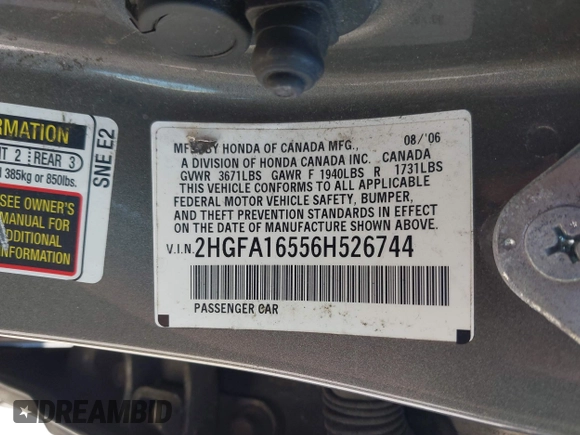 RMATION
T 2 REAR 3
385kg or 850lbs.
SEE OWNER'S
MANUAL FOR
ADDITIONAL
INFORMATION
SNE E2
MFD. BY HONDA OF CANADA MFG., 08/'06
A DIVISION OF HONDA CANADA INC. CANADA
GVWR 3671LBS GAWR F 1940LBS R 1731LBS
THIS VEHICLE CONFORMS TO ALL APPLICABLE
FEDERAL MOTOR VEHICLE SAFETY, BUMPER,
AND THEFT PREVENTION STANDARDS IN EFFECT
ON THE DATE OF MANUFACTURE SHOWN ABOVE.
V.I.N. 2HGFA16556H526744
PASSENGER CAR
DREAMBID